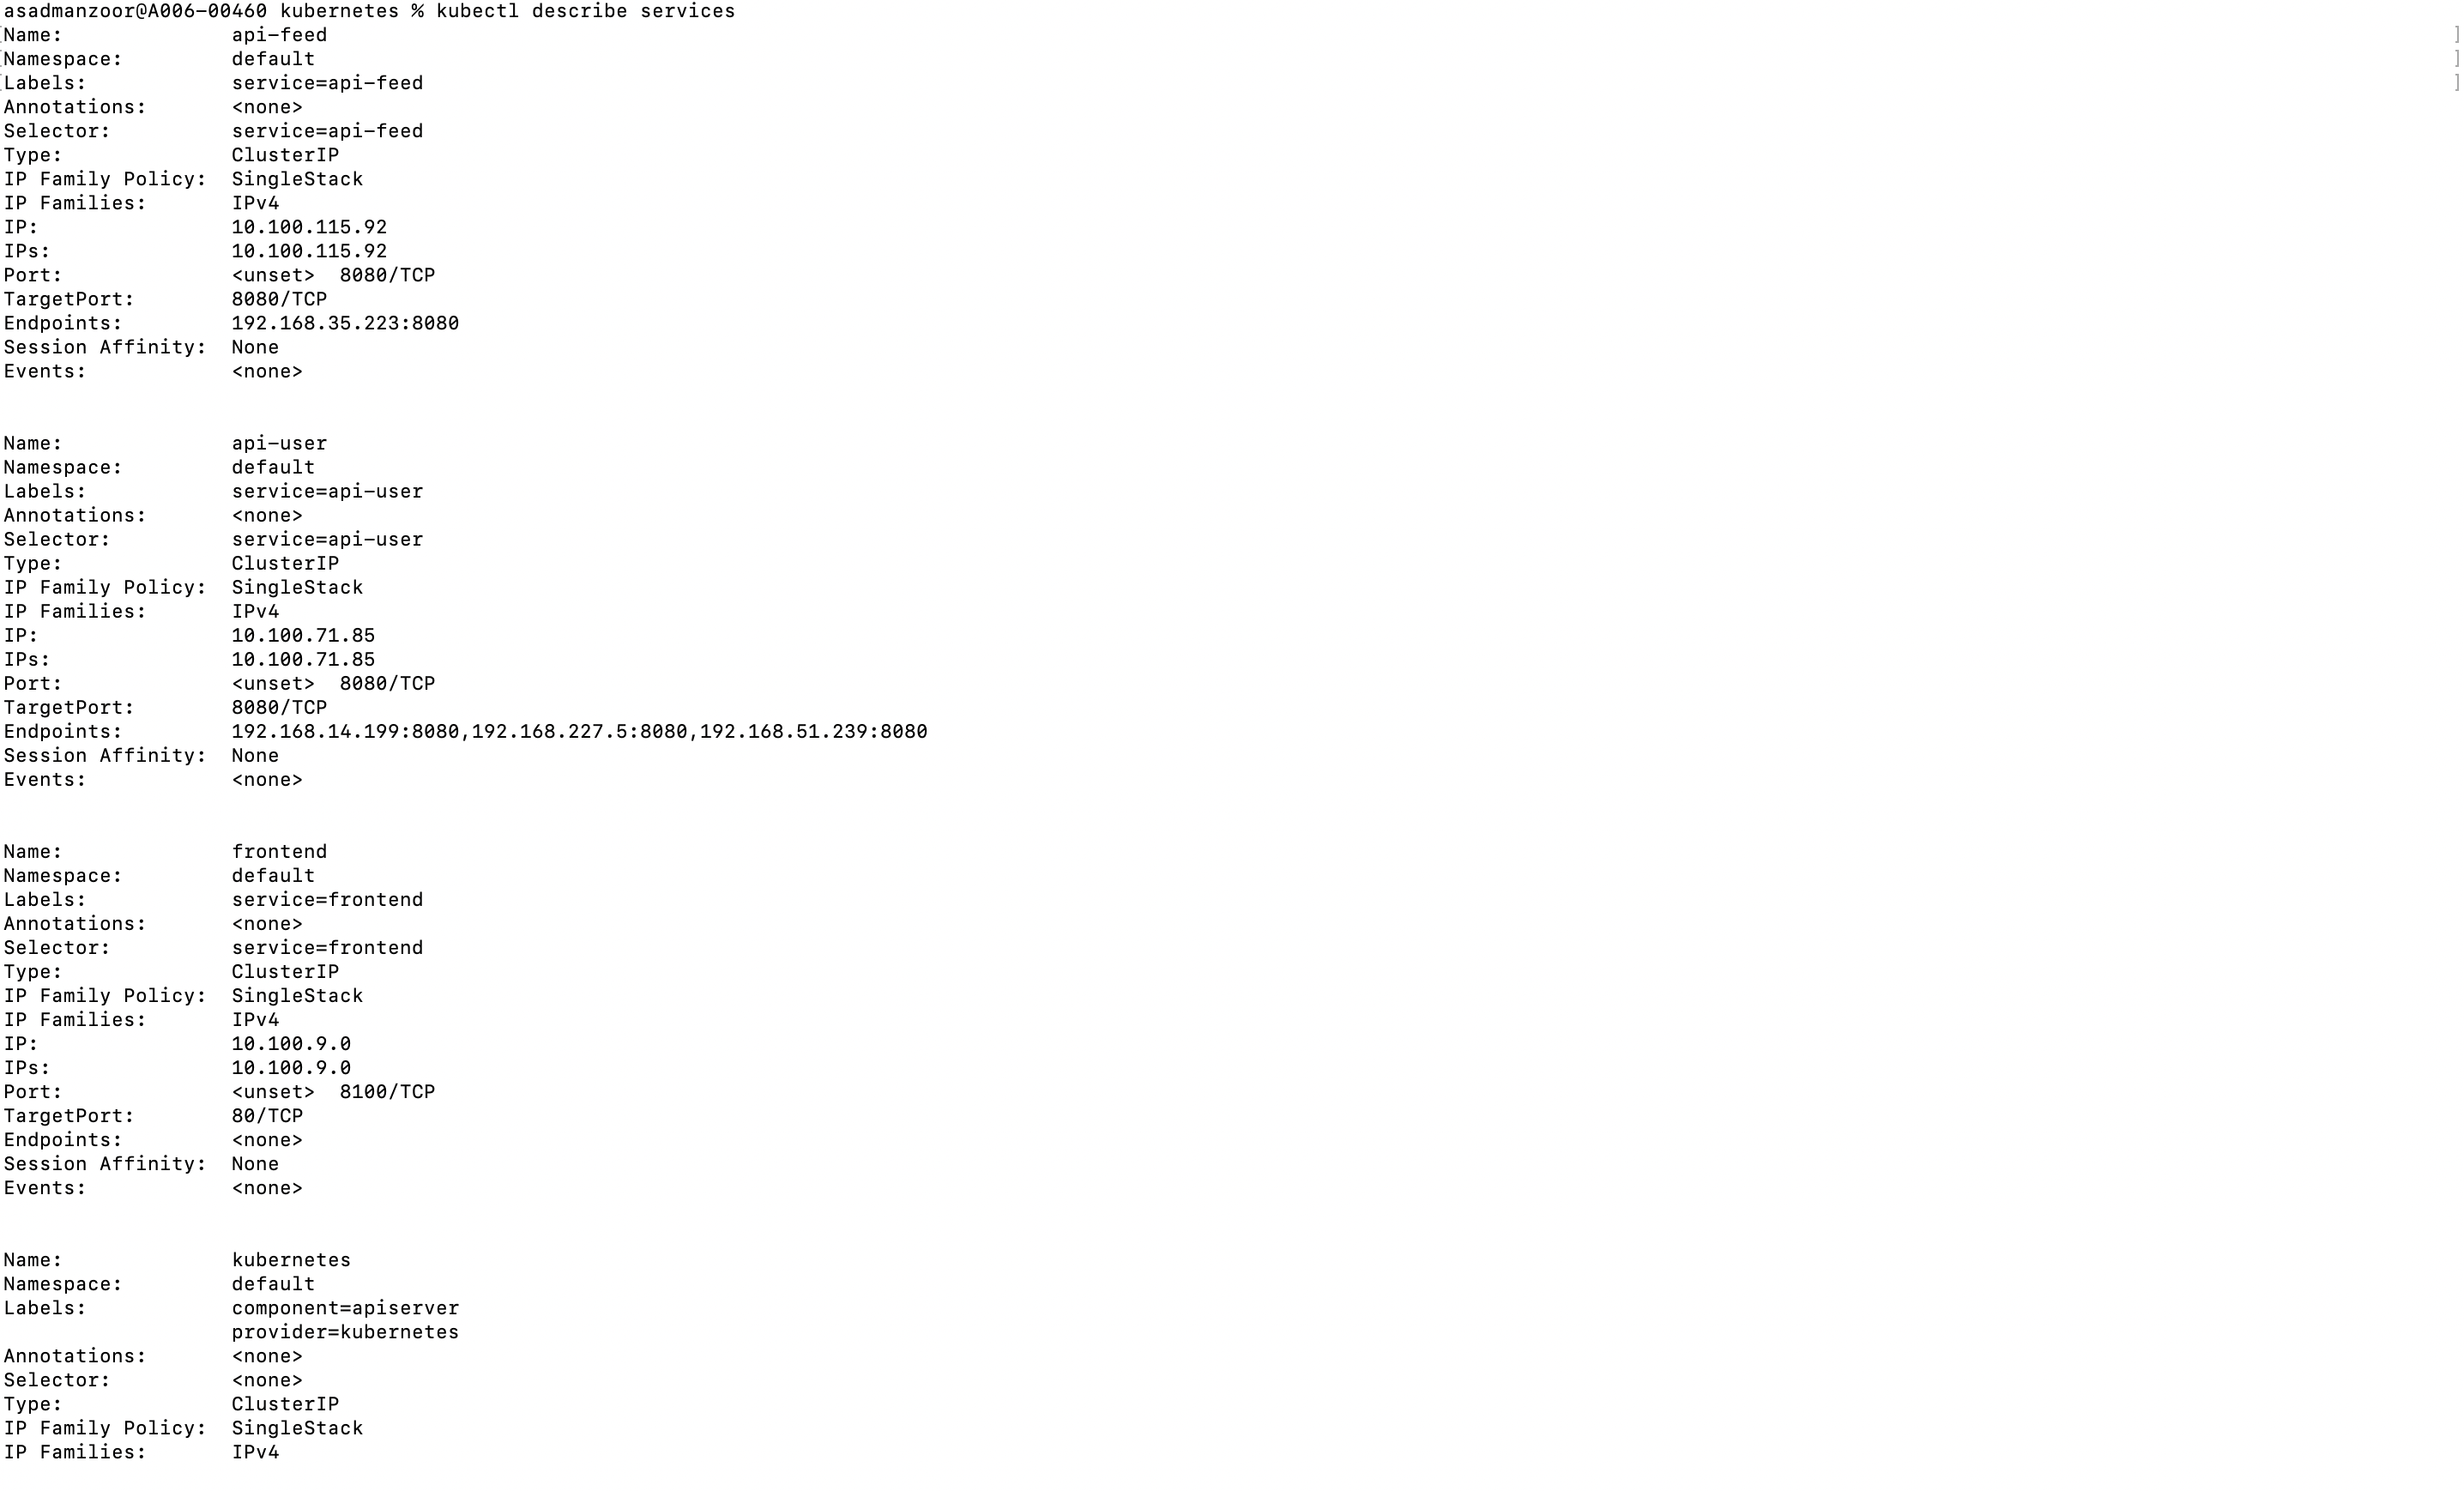 asadmanzoor@A006-00460 kubernetes % kubectl describe services
Name:              api-feed
Namespace:         default
Labels:            service=api-feed
Annotations:       <none>
Selector:          service=api-feed
Type:              ClusterIP
IP Family Policy:  SingleStack
IP Families:       IPv4
IP:                10.100.115.92
IPs:               10.100.115.92
Port:              <unset>  8080/TCP
TargetPort:        8080/TCP
Endpoints:         192.168.35.223:8080
Session Affinity:  None
Events:            <none>
Name:              api-user
Namespace:         default
Labels:            service=api-user
Annotations:       <none>
Selector:          service=api-user
Type:              ClusterIP
IP Family Policy:  SingleStack
IP Families:       IPv4
IP:                10.100.71.85
IPs:               10.100.71.85
Port:              <unset>  8080/TCP
TargetPort:        8080/TCP
Endpoints:         192.168.14.199:8080,192.168.227.5:8080,192.168.51.239:8080
Session Affinity:  None
Events:            <none>
Name:              frontend
Namespace:         default
Labels:            service=frontend
Annotations:       <none>
Selector:          service=frontend
Type:              ClusterIP
IP Family Policy:  SingleStack
IP Families:       IPv4
IP:                10.100.9.0
IPs:               10.100.9.0
Port:              <unset>  8100/TCP
TargetPort:        80/TCP
Endpoints:         <none>
Session Affinity:  None
Events:            <none>
Name:              kubernetes
Namespace:         default
Labels:            component=apiserver
                   provider=kubernetes
Annotations:       <none>
Selector:          <none>
Type:              ClusterIP
IP Family Policy:  SingleStack
IP Families:       IPv4